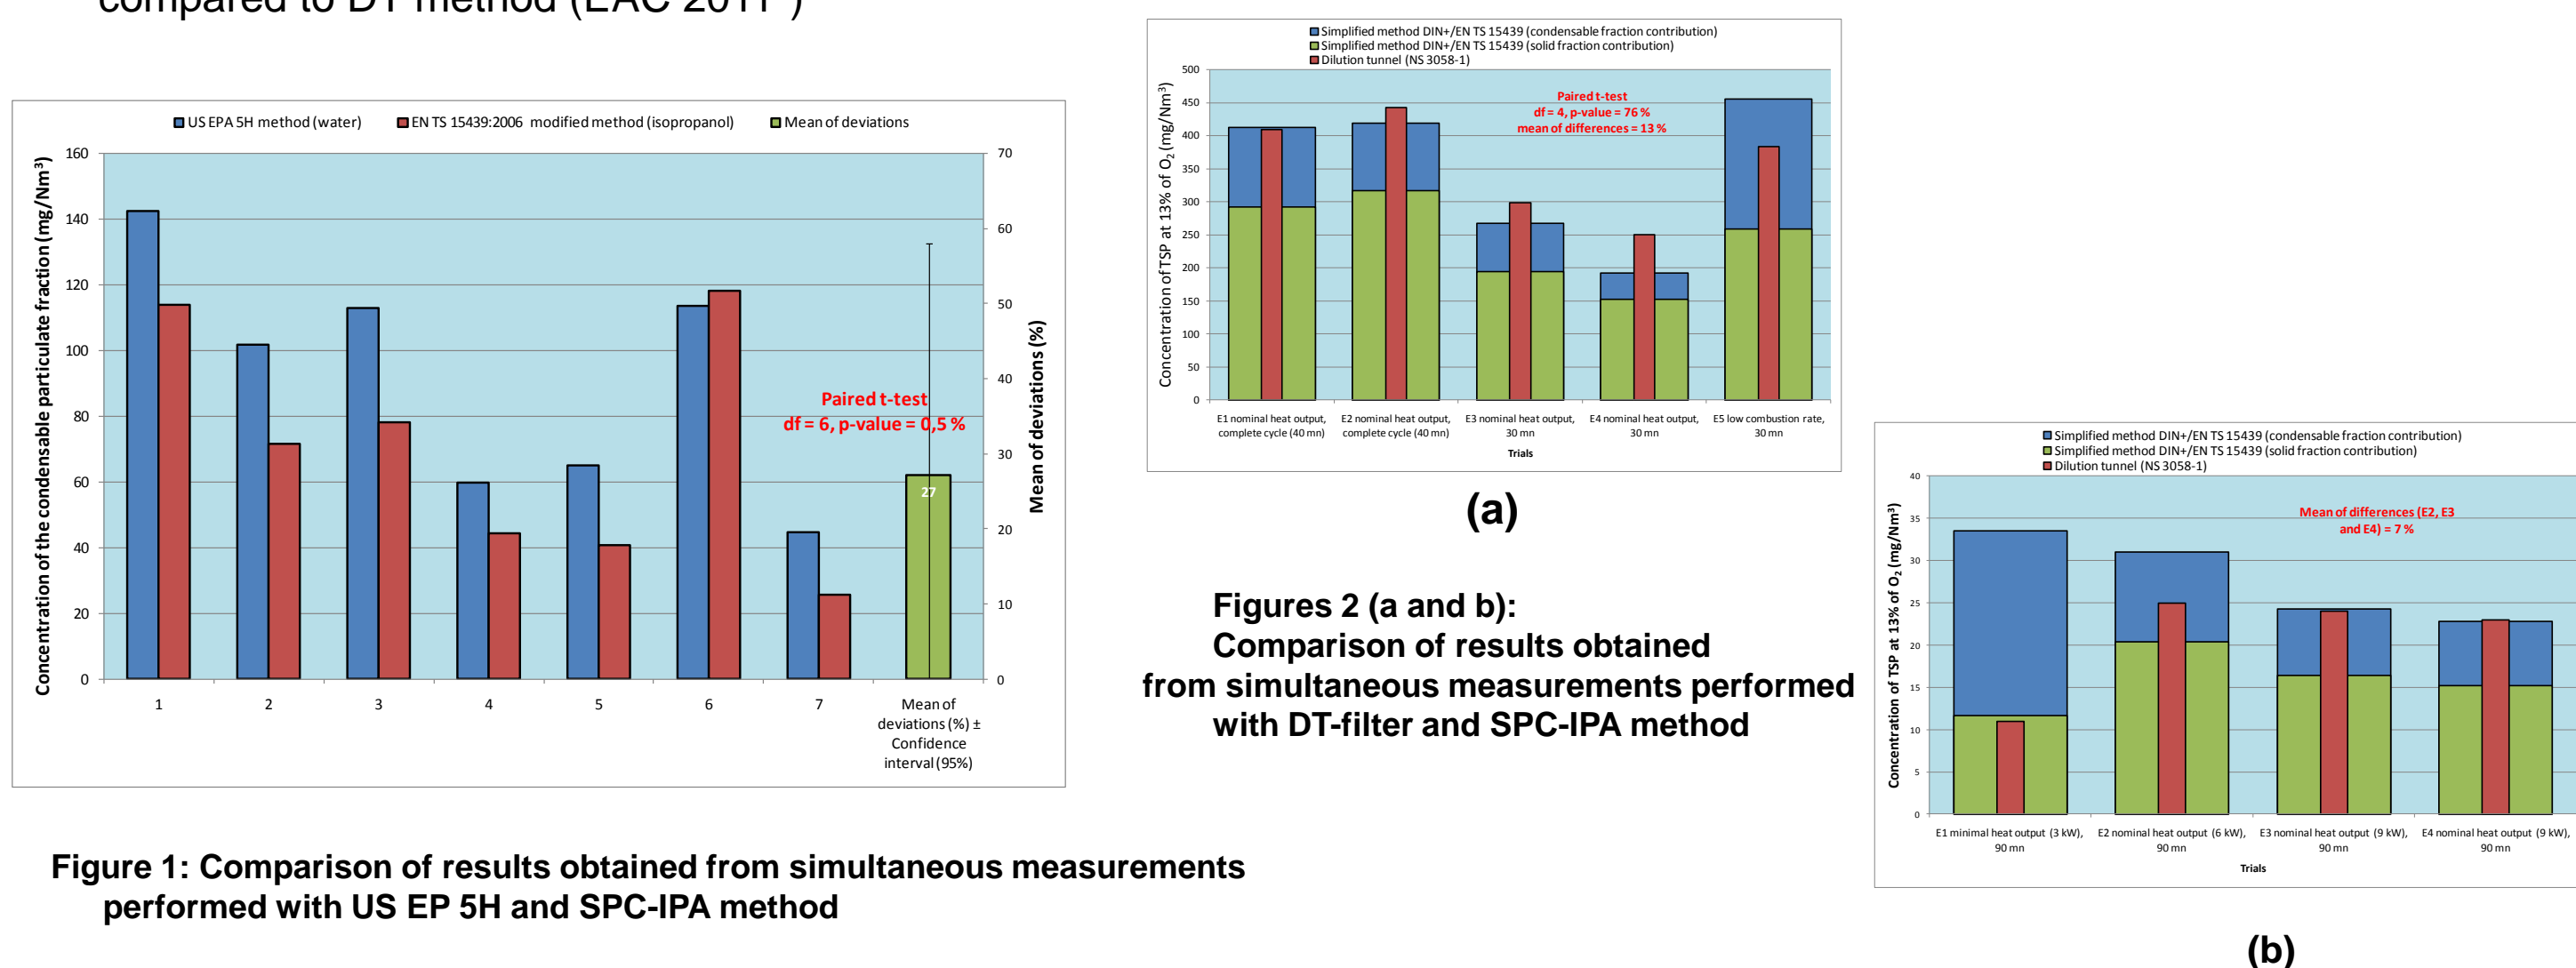 compared to DT method (EAC 2011 )
US EPA 5H method (water) EN TS 15439:2006 modified method (isopropanol) Mean of deviations
Concentration of the condensable particulate fraction (mg/Nm³)
160
140
120
100
80
60
40
20
0
70
60
50
40
30
20
10
0
Mean of deviations (%)
Paired t-test
df = 6, p-value = 0,5 %
27
1 2 3 4 5 6 7 Mean of
deviations (%) ±
Confidence
interval (95%)
Figure 1: Comparison of results obtained from simultaneous measurements
performed with US EP 5H and SPC-IPA method
Simplified method DIN+/EN TS 15439 (condensable fraction contribution)
Simplified method DIN+/EN TS 15439 (solid fraction contribution)
Dilution tunnel (NS 3058-1)
Concentration of TSP at 13% of O₂ (mg/Nm³)
500
450
400
350
300
250
200
150
100
50
0
Paired t-test
df = 4, p-value = 76 %
mean of differences = 13 %
E1 nominal heat output, E2 nominal heat output, E3 nominal heat output, E4 nominal heat output, E5 low combustion rate,
complete cycle (40 mn) complete cycle (40 mn) 30 mn 30 mn 30 mn
Trials
(a)
Figures 2 (a and b):
Comparison of results obtained
from simultaneous measurements performed
with DT-filter and SPC-IPA method
Simplified method DIN+/EN TS 15439 (condensable fraction contribution)
Simplified method DIN+/EN TS 15439 (solid fraction contribution)
Dilution tunnel (NS 3058-1)
Concentration of TSP at 13% of O₂ (mg/Nm³)
40
35
30
25
20
15
10
5
0
Mean of differences (E2, E3
and E4) = 7 %
E1 minimal heat output (3 kW), E2 nominal heat output (6 kW), E3 nominal heat output (9 kW), E4 nominal heat output (9 kW),
90 mn 90 mn 90 mn 90 mn
Trials
(b)